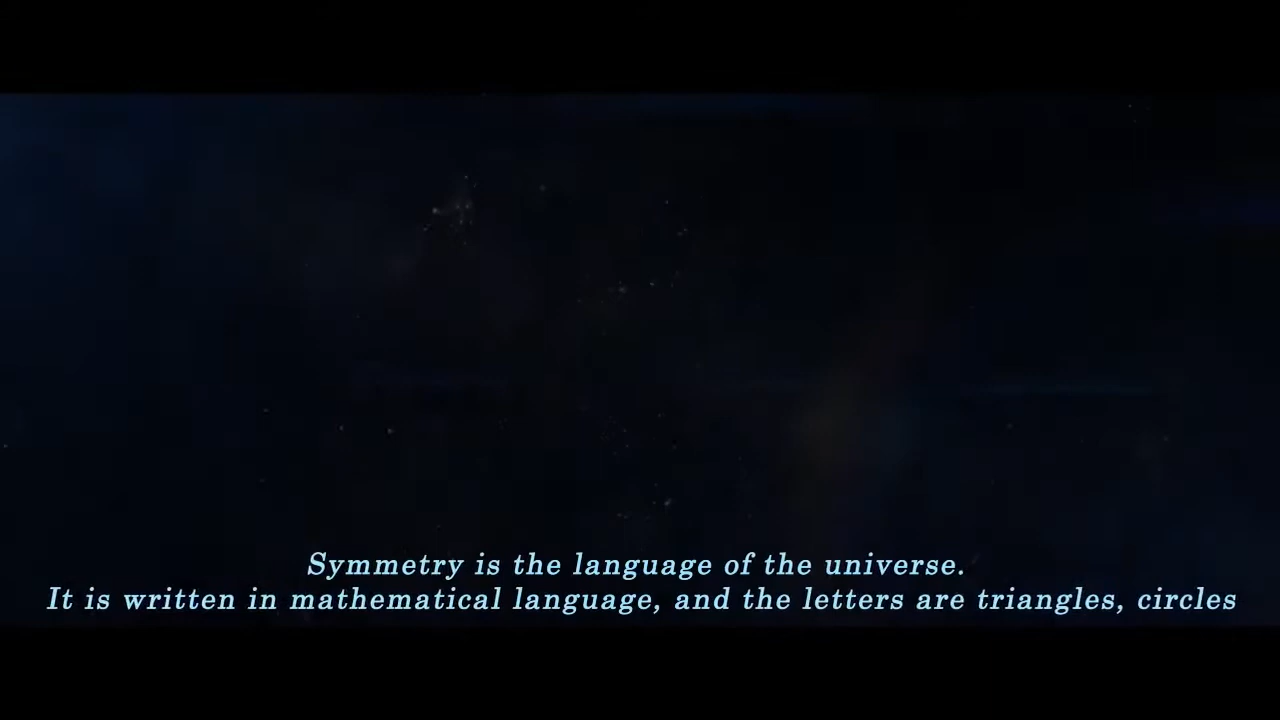 Symmetry is the language of the universe.
It is written in mathematical language, and the letters are triangles, circles